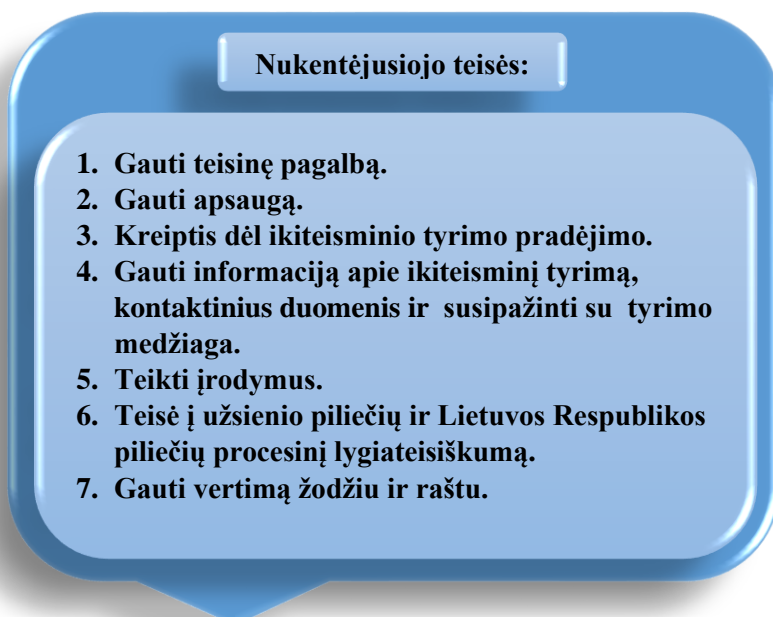 Nukentėjusiojo teisės:
1. Gauti teisinę pagalbą.
2. Gauti apsaugą.
3. Kreiptis dėl ikiteisminio tyrimo pradėjimo.
4. Gauti informaciją apie ikiteisminį tyrimą,
kontaktinius duomenis ir susipažinti su tyrimo
medžiaga.
5. Teikti įrodymus.
6. Teisė į užsienio piliečių ir Lietuvos Respublikos
piliečių procesinį lygiateisiškumą.
7. Gauti vertimą žodžiu ir raštu.